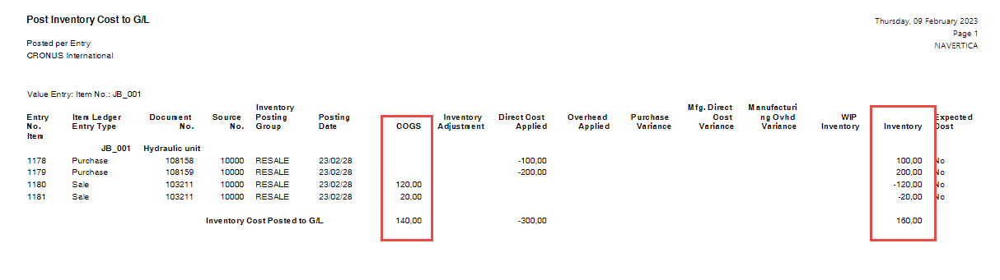 Post Inventory Cost to G/L
Thursday, 09 February 2023
Page 1
Posted per Entry
NAVERTICA
CRONUS International
Value Entry: Item No.: JB_001
Inventory Mfg. Direct Manufacturi
Entry Item Ledger Document Source Posting Posting Inventory Direct Cost Overhead Purchase Cost ng Ovhd WIP Expected
No. Entry Type No. No. Group Date COGS Adjustment Applied Applied Variance Variance Variance Inventory Inventory Cost
Item
JB_001 Hydraulic unit
1178 Purchase 108158 10000 RESALE 23/02/28 -100,00 100,00 No
1179 Purchase 108159 10000 RESALE 23/02/28 -200,00 200,00 No
1180 Sale 103211 10000 RESALE 23/02/28 120,00 -120,00 No
1181 Sale 103211 10000 RESALE 23/02/28 20,00 -20,00 No
Inventory Cost Posted to G/L 140,00 -300,00 160,00